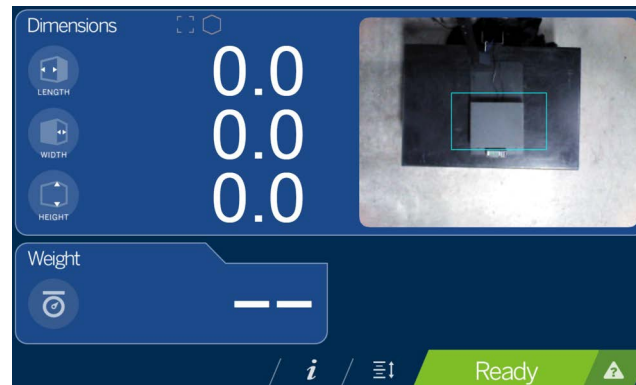 Dimensions
LENGTH
0.0
WIDTH
0.0
HEIGHT
0.0
Weight
——
i
Ready
?